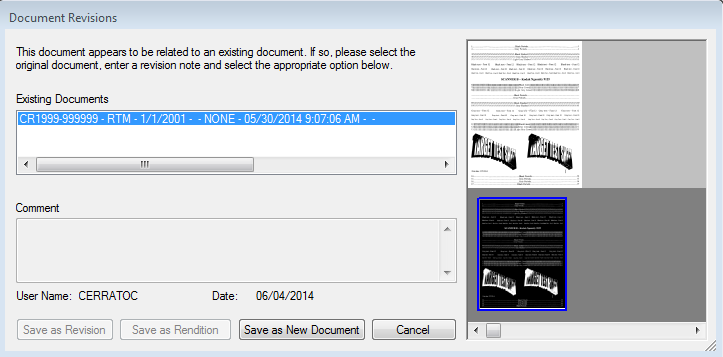 Document Revisions
This document appears to be related to an existing document. If so, please select the
original document, enter a revision note and select the appropriate option below.
Existing Documents
CR1999-999999 - RTM - 1/1/2001 - - NONE - 05/30/2014 9:07:06 AM - -
Comment
User Name: CERRATOC Date: 06/04/2014
Save as Revision Save as Rendition Save as New Document Cancel